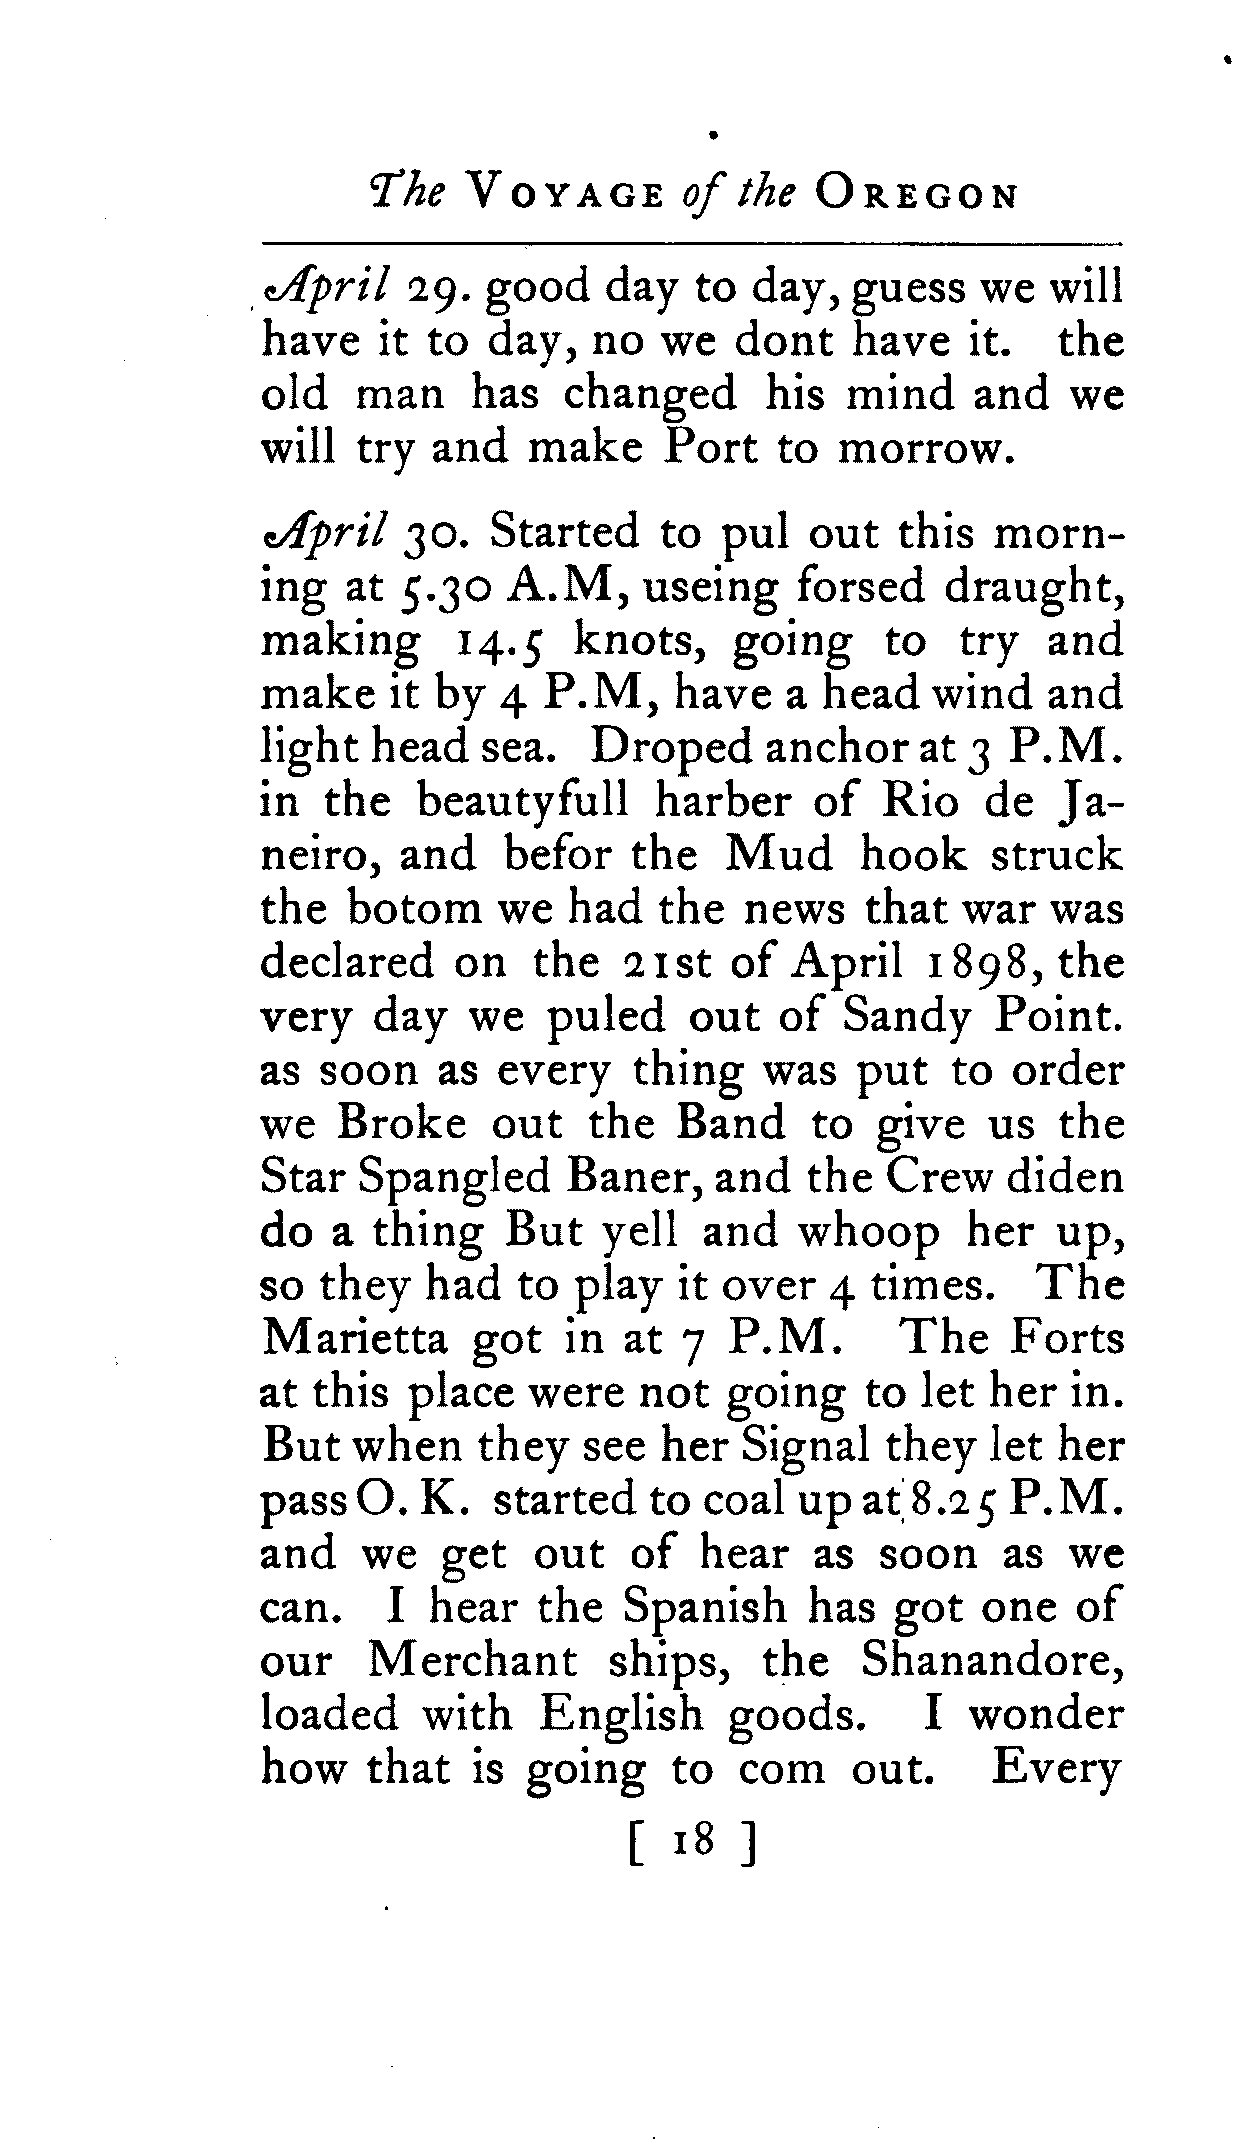 The VOYAGE of the OREGON
April 29. good day to day, guess we will
have it to day, no we dont have it. the
old man has changed his mind and we
will try and make Port to morrow.
April 30. Started to pul out this morn-
ing at 5.30 A.M, useing forsed draught,
making 14.5 knots, going to try and
make it by 4 P.M, have a head wind and
light head sea. Droped anchor at 3 P.M.
in the beautyfull harber of Rio de Ja-
neiro, and befor the Mud hook struck
the botom we had the news that war was
declared on the 21st of April 1898, the
very day we puled out of Sandy Point.
as soon as every thing was put to order
we Broke out the Band to give us the
Star Spangled Baner, and the Crew diden
do a thing But yell and whoop her up,
so they had to play it over 4 times. The
Marietta got in at 7 P.M. The Forts
at this place were not going to let her in.
But when they see her Signal they let her
pass O. K. started to coal up at 8.25 P.M.
and we get out of hear as soon as we
can. I hear the Spanish has got one of
our Merchant ships, the Shanandore,
loaded with English goods. I wonder
how that is going to com out. Every
[ 18 ]